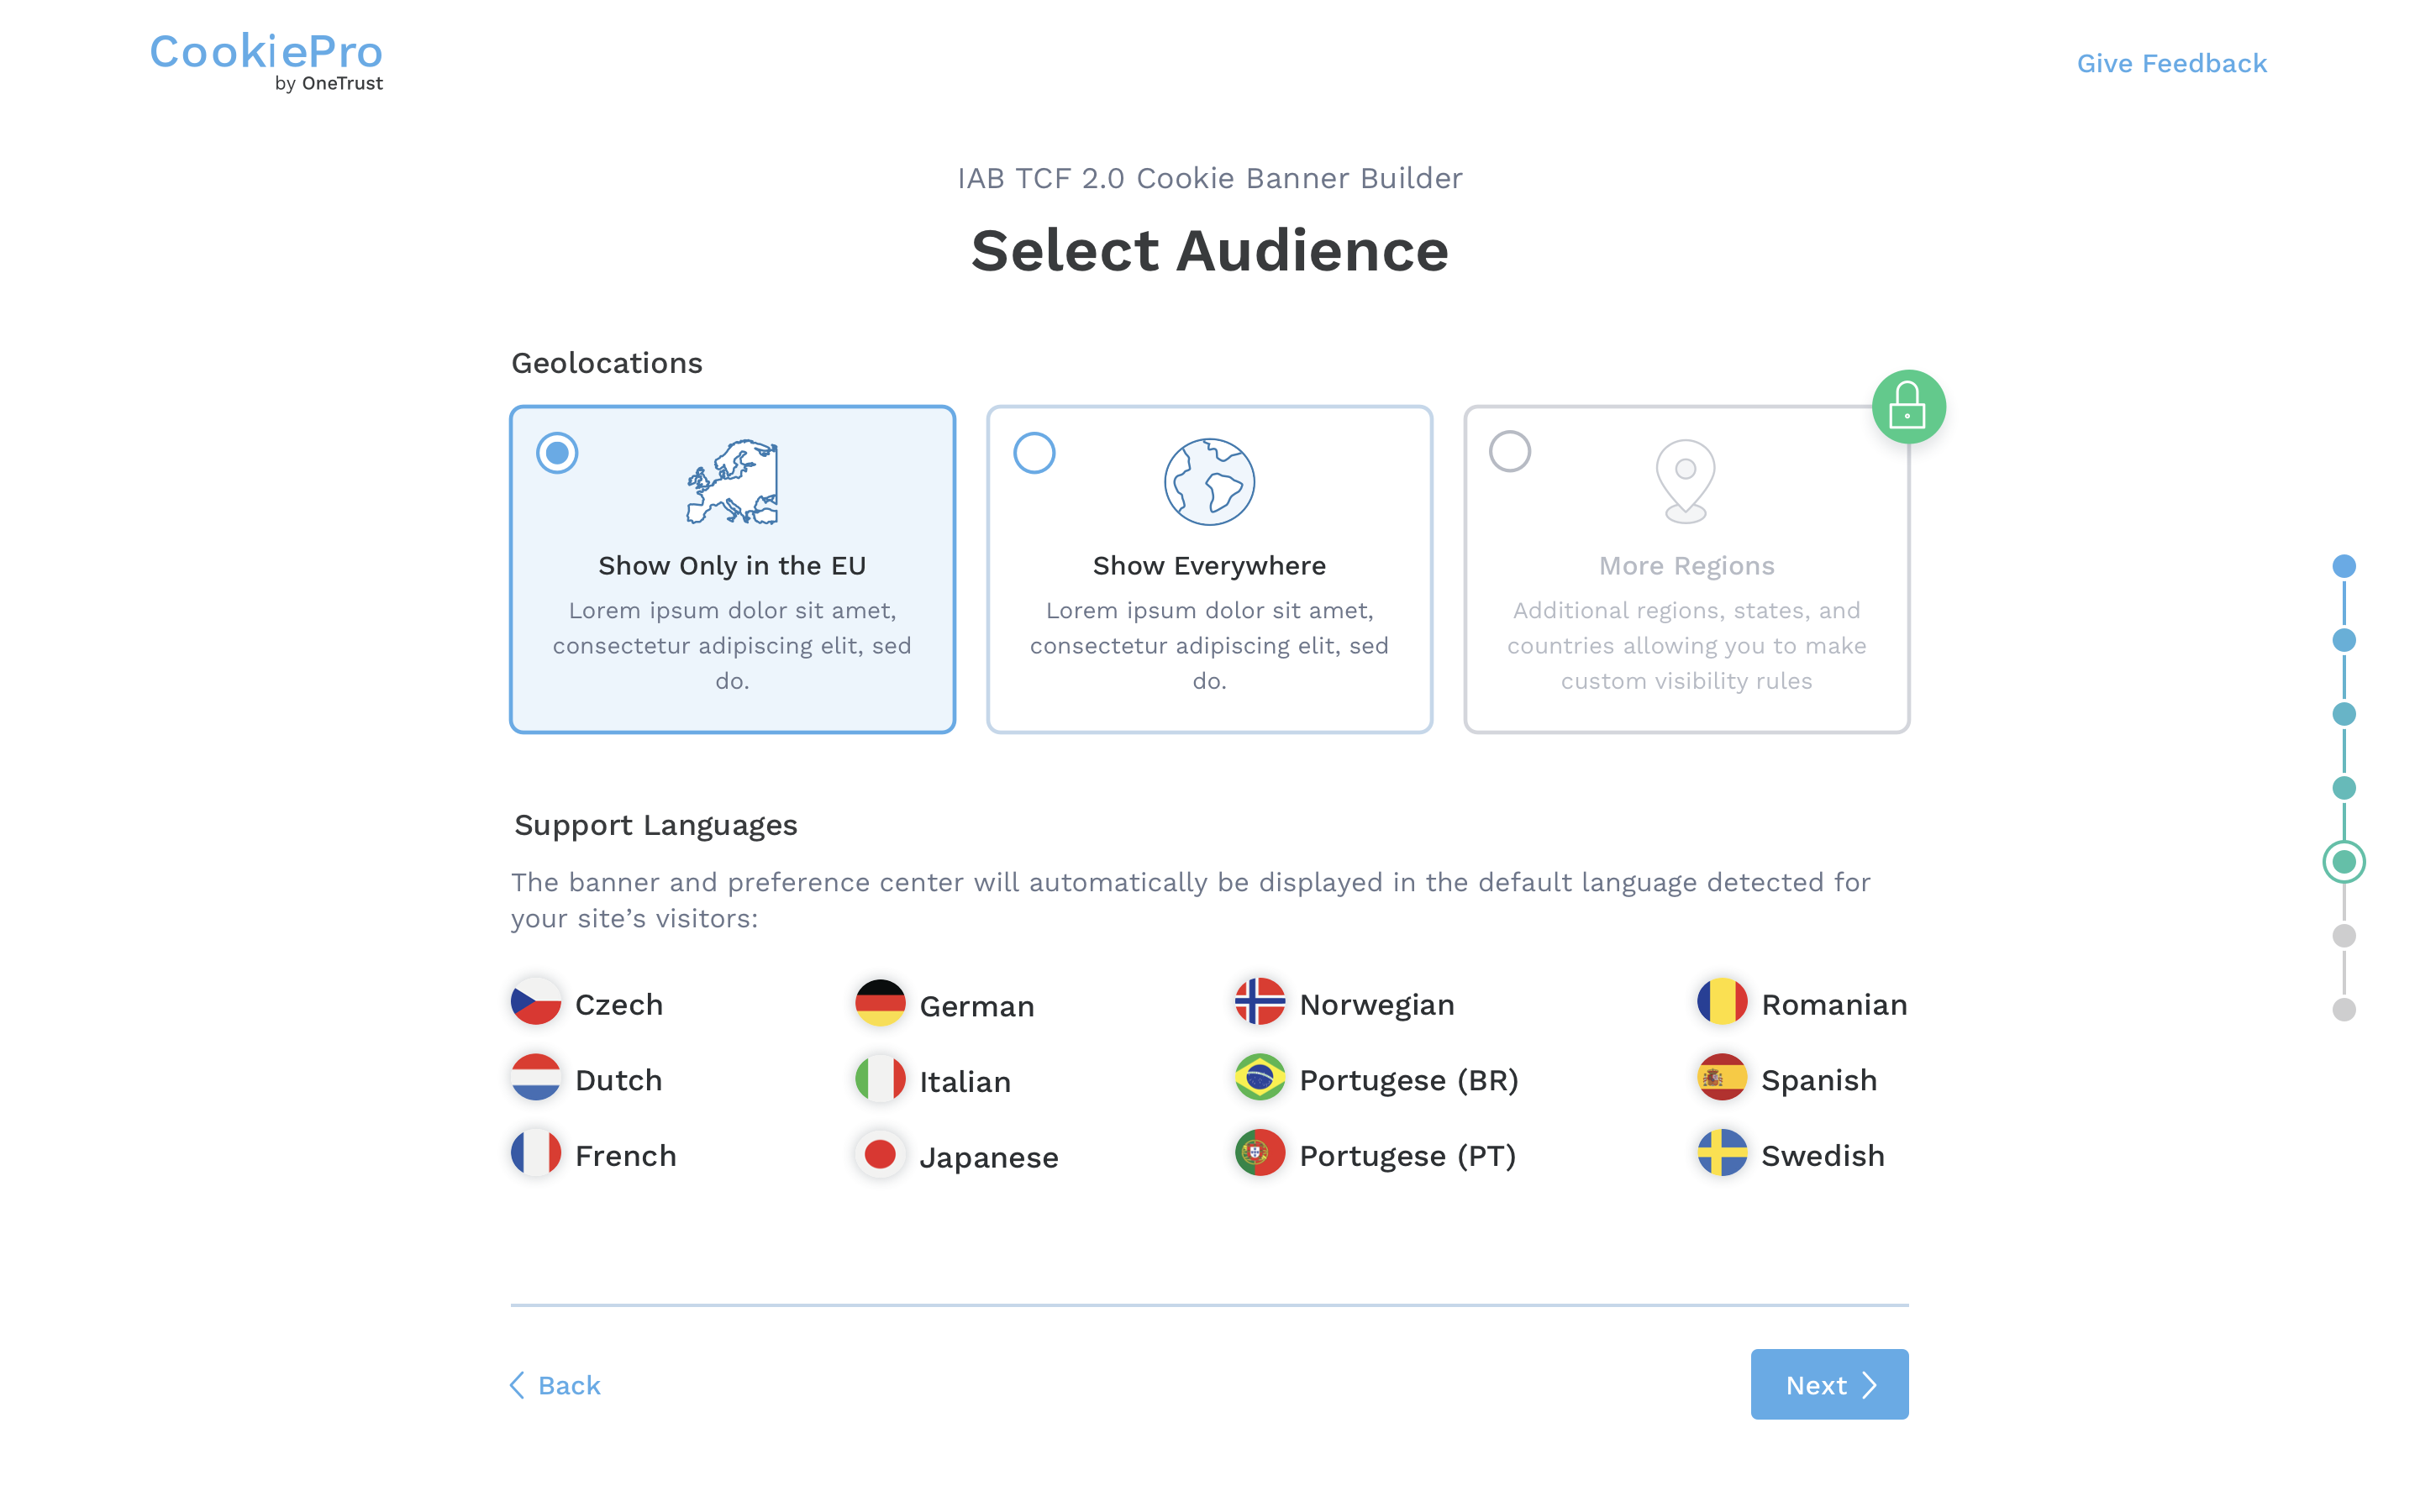 CookiePro
by OneTrust
Give Feedback
IAB TCF 2.0 Cookie Banner Builder
Select Audience
Geolocations
Show Only in the EU
Lorem ipsum dolor sit amet,
consectetur adipiscing elit, sed
do.
Show Everywhere
Lorem ipsum dolor sit amet,
consectetur adipiscing elit, sed
do.
More Regions
Additional regions, states, and
countries allowing you to make
custom visibility rules
Support Languages
The banner and preference center will automatically be displayed in the default language detected for
your site’s visitors:
Czech
Dutch
French
German
Italian
Japanese
Norwegian
Portugese (BR)
Portugese (PT)
Romanian
Spanish
Swedish
Back
Next